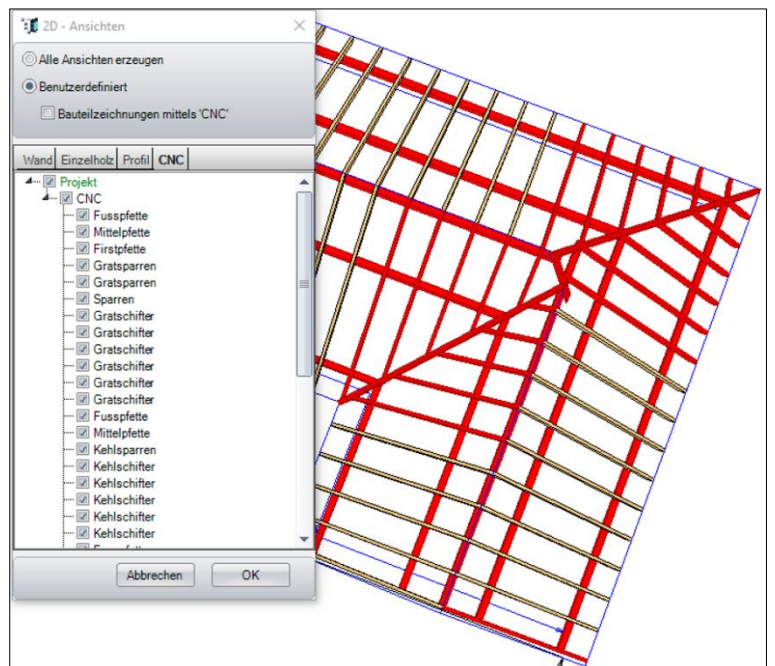 2D - Ansichten
Alle Ansichten erzeugen
Benutzerdefiniert
Bauteilzeichnungen mittels 'CNC'
Wand Einzelholz Profil CNC
Projekt
CNC
Fusspfette
Mittelpfette
Firstpfette
Gratsparren
Gratsparren
Sparren
Gratschifter
Gratschifter
Gratschifter
Gratschifter
Gratschifter
Gratschifter
Fusspfette
Mittelpfette
Kehlsparren
Kehlschifter
Kehlschifter
Kehlschifter
Kehlschifter
Kehlschifter
Abbrechen OK